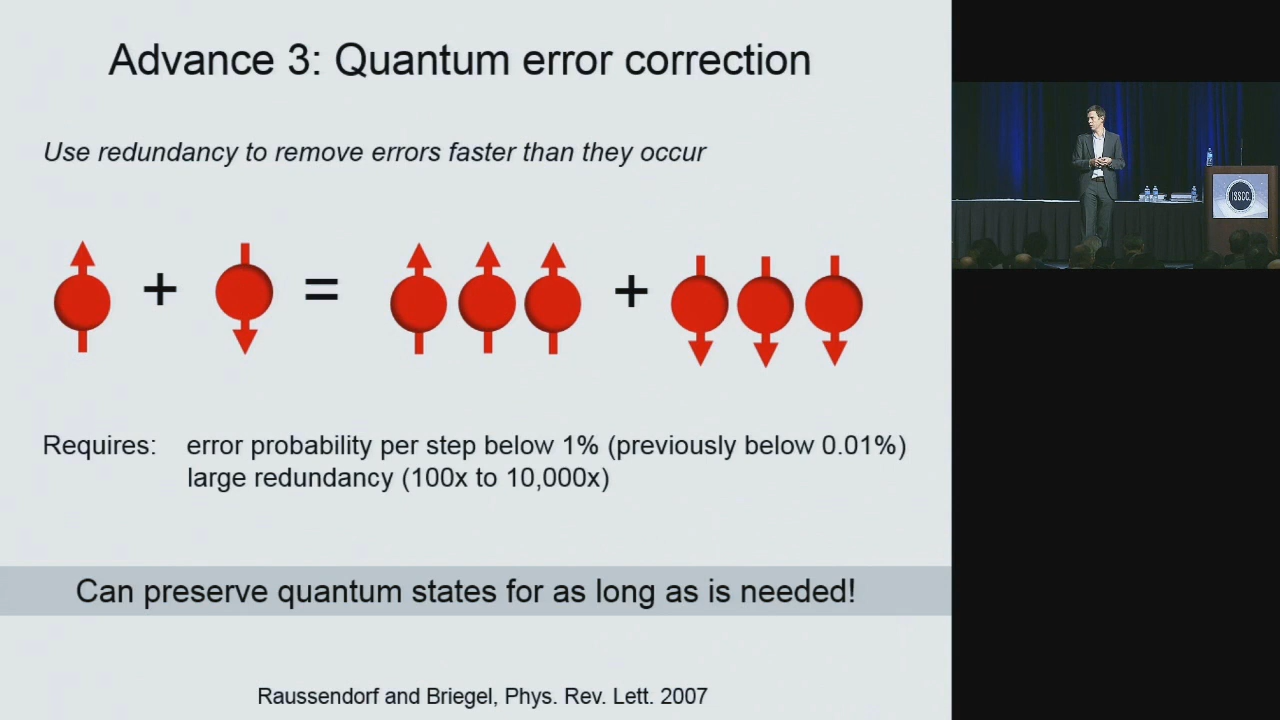 Advance 3: Quantum error correction
Use redundancy to remove errors faster than they occur
+ = +
Requires: error probability per step below 1% (previously below 0.01%)
large redundancy (100x to 10,000x)
Can preserve quantum states for as long as is needed!
Raussendorf and Briegel, Phys. Rev. Lett. 2007
ISSCC